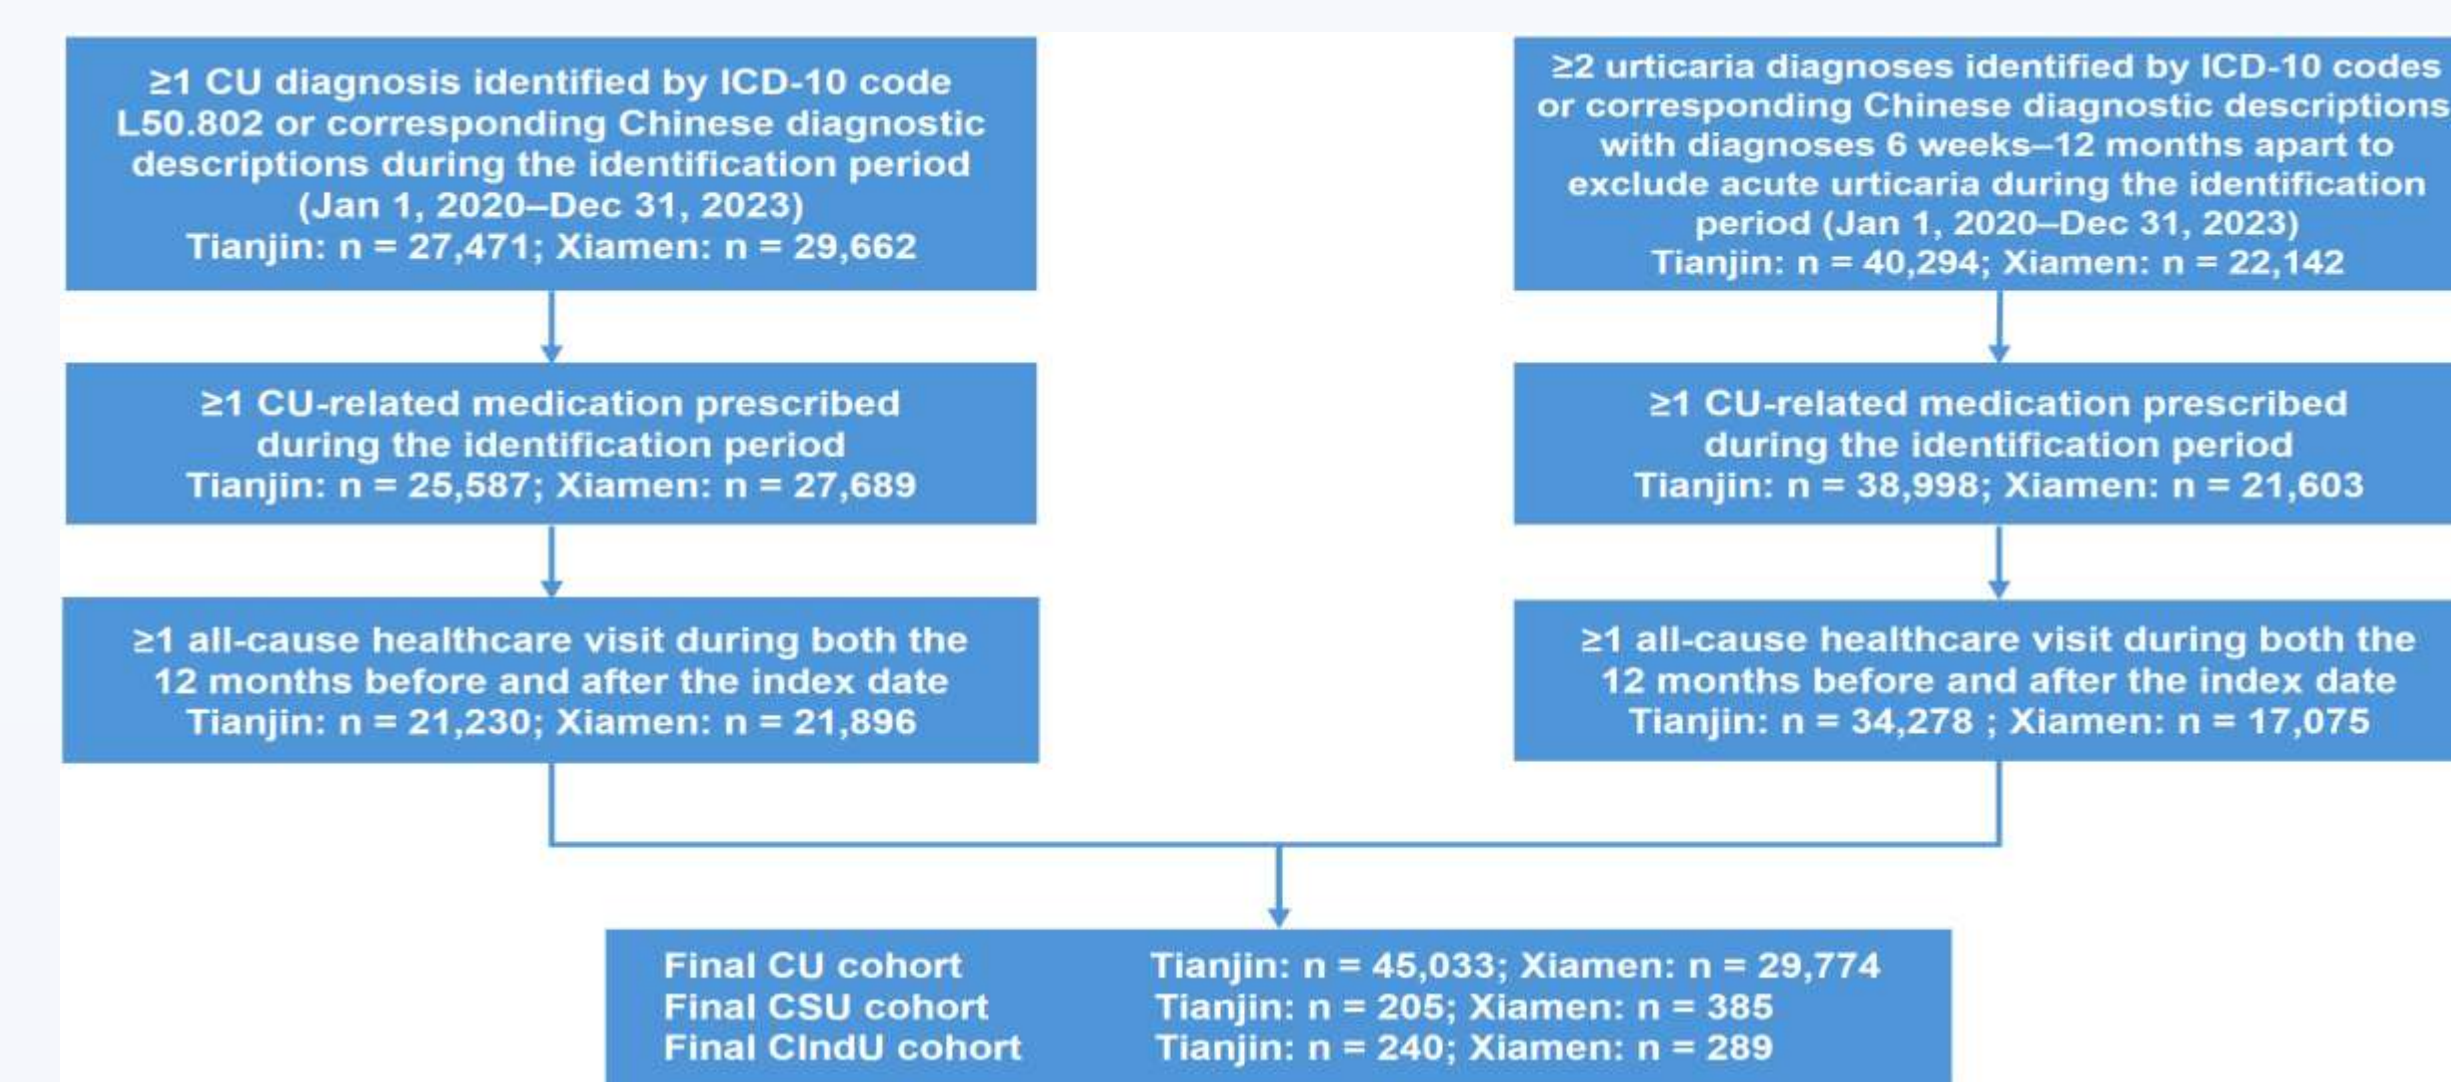 ≥1 CU diagnosis identified by ICD-10 code
L50.802 or corresponding Chinese diagnostic
descriptions during the identification period
(Jan 1, 2020–Dec 31, 2023)
Tianjin: n = 27,471; Xiamen: n = 29,662
≥2 urticaria diagnoses identified by ICD-10 codes
or corresponding Chinese diagnostic descriptions
with diagnoses 6 weeks–12 months apart to
exclude acute urticaria during the identification
period (Jan 1, 2020–Dec 31, 2023)
Tianjin: n = 40,294; Xiamen: n = 22,142
≥1 CU-related medication prescribed
during the identification period
Tianjin: n = 25,587; Xiamen: n = 27,689
≥1 CU-related medication prescribed
during the identification period
Tianjin: n = 38,998; Xiamen: n = 21,603
≥1 all-cause healthcare visit during both the
12 months before and after the index date
Tianjin: n = 21,230; Xiamen: n = 21,896
≥1 all-cause healthcare visit during both the
12 months before and after the index date
Tianjin: n = 34,278 ; Xiamen: n = 17,075
Final CU cohort Tianjin: n = 45,033; Xiamen: n = 29,774
Final CSU cohort Tianjin: n = 205; Xiamen: n = 385
Final CIndU cohort Tianjin: n = 240; Xiamen: n = 289